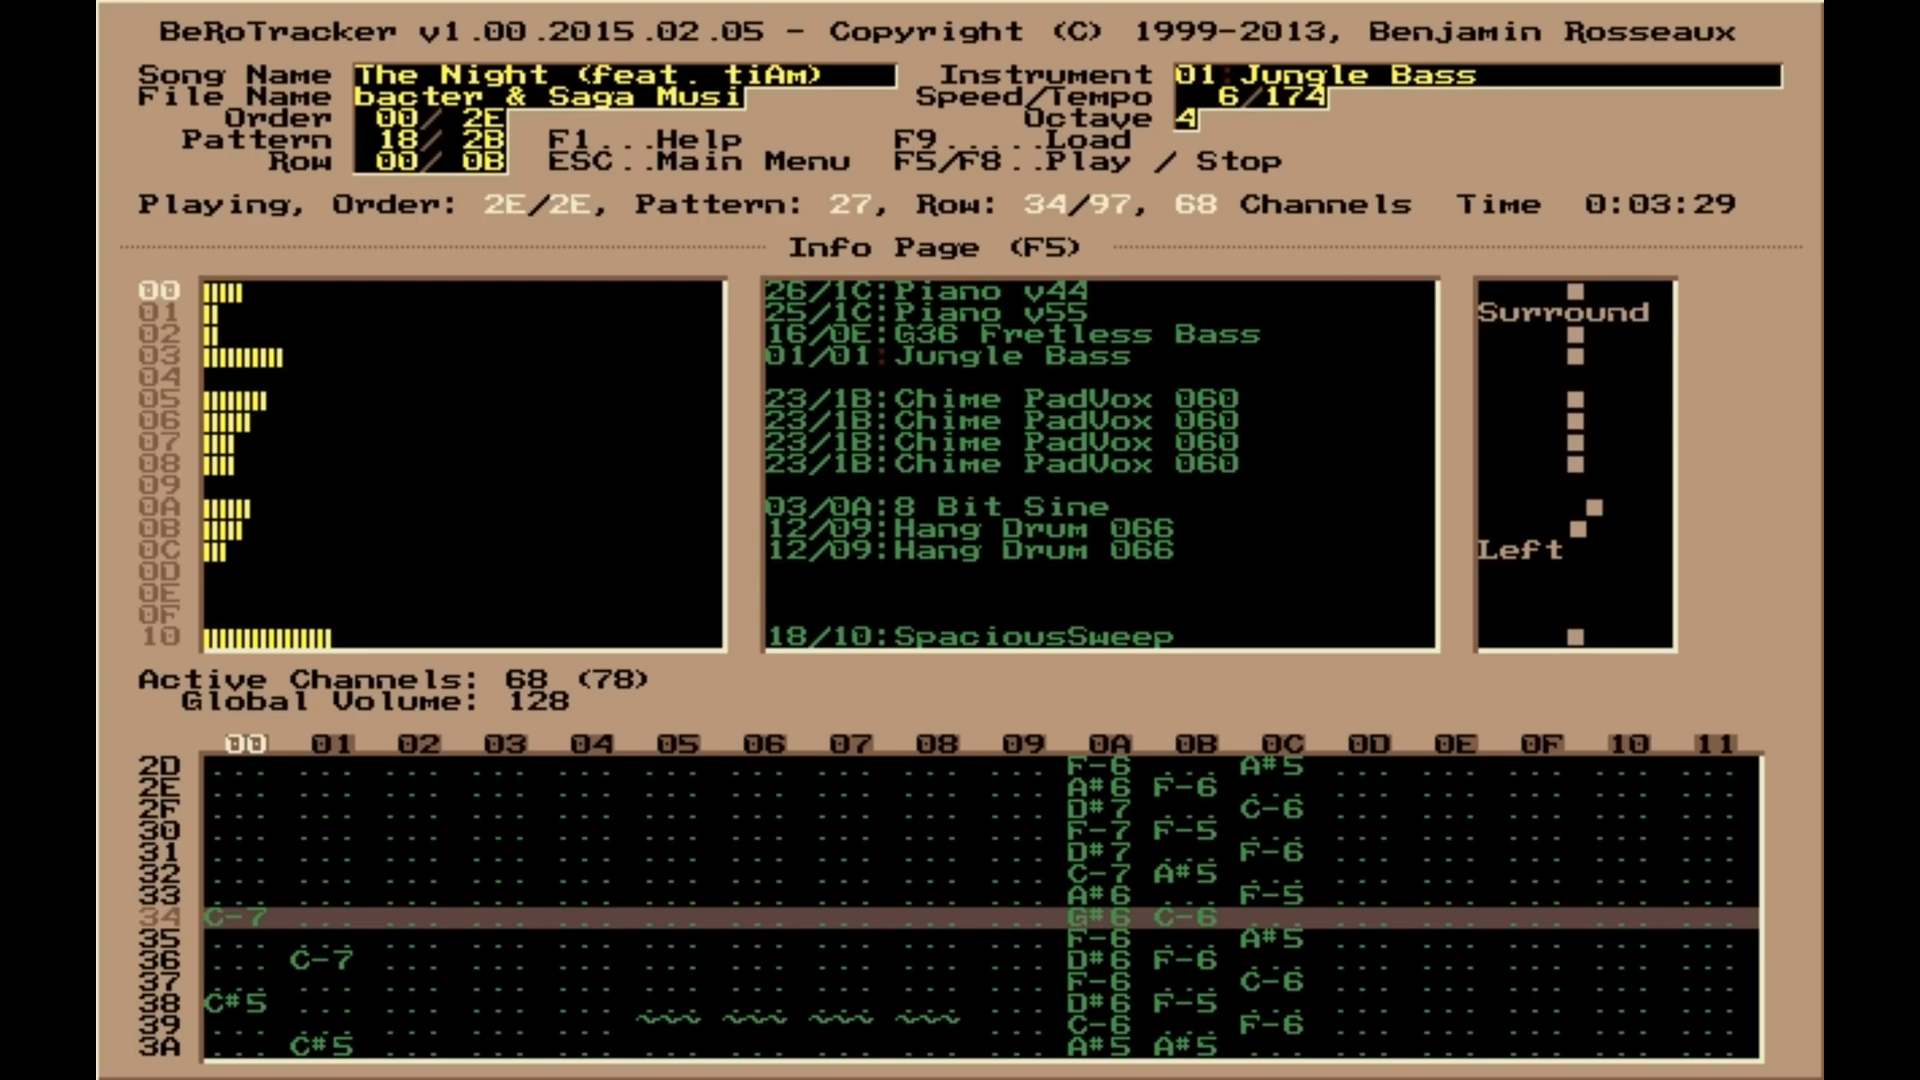 BeRoTracker v1.00.2015.02.05 - Copyright (C) 1999-2013, Benjamin Rosseaux
Song Name The Night (feat. tiAm) Instrument 01:Jungle Bass
File Name bacter & Saga Musi Speed/Tempo 6/174
Order 00/ 2E Octave 4
Pattern 18/ 2B F1...Help F9.....Load
Row 00/ 0B ESC..Main Menu F5/F8..Play / Stop
Playing, Order: 2E/2E, Pattern: 27, Row: 34/97, 68 Channels Time 0:03:29
Info Page (F5)
00 26/1C:Piano v44
01 25/1C:Piano v55 Surround
02 16/0E:G36 Fretless Bass
03 01/01:Jungle Bass
04
05 23/1B:Chime PadVox 060
06 23/1B:Chime PadVox 060
07 23/1B:Chime PadVox 060
08 23/1B:Chime PadVox 060
09
0A 03/0A:8 Bit Sine
0B 12/09:Hang Drum 066
0C 12/09:Hang Drum 066 Left
0D
0E
0F
10 18/10:SpaciousSweep
Active Channels: 68 (78)
Global Volume: 128
00 01 02 03 04 05 06 07 08 09 0A 0B 0C 0D 0E 0F 10 11
2D ... ... ... ... ... ... ... ... ... ... F-6 ... A#5 ... ... ... ... ...
2E ... ... ... ... ... ... ... ... ... ... A#6 F-6 ... ... ... ... ... ...
2F ... ... ... ... ... ... ... ... ... ... D#7 ... C-6 ... ... ... ... ...
30 ... ... ... ... ... ... ... ... ... ... F-7 F-5 ... ... ... ... ... ...
31 ... ... ... ... ... ... ... ... ... ... D#7 ... F-6 ... ... ... ... ...
32 ... ... ... ... ... ... ... ... ... ... C-7 A#5 ... ... ... ... ... ...
33 ... ... ... ... ... ... ... ... ... ... A#6 ... F-5 ... ... ... ... ...
34 C-7 ... ... ... ... ... ... ... ... ... G#6 C-6 ... ... ... ... ... ...
35 ... ... ... ... ... ... ... ... ... ... F-6 ... A#5 ... ... ... ... ...
36 ... C-7 ... ... ... ... ... ... ... ... D#6 F-6 ... ... ... ... ... ...
37 ... ... ... ... ... ... ... ... ... ... F-6 ... C-6 ... ... ... ... ...
38 C#5 ... ... ... ... ... ... ... ... ... D#6 F-5 ... ... ... ... ... ...
39 ... ... ... ... ... ~~~ ~~~ ~~~ ~~~ ... C-6 ... F-6 ... ... ... ... ...
3A ... C#5 ... ... ... ... ... ... ... ... A#5 A#5 ... ... ... ... ... ...